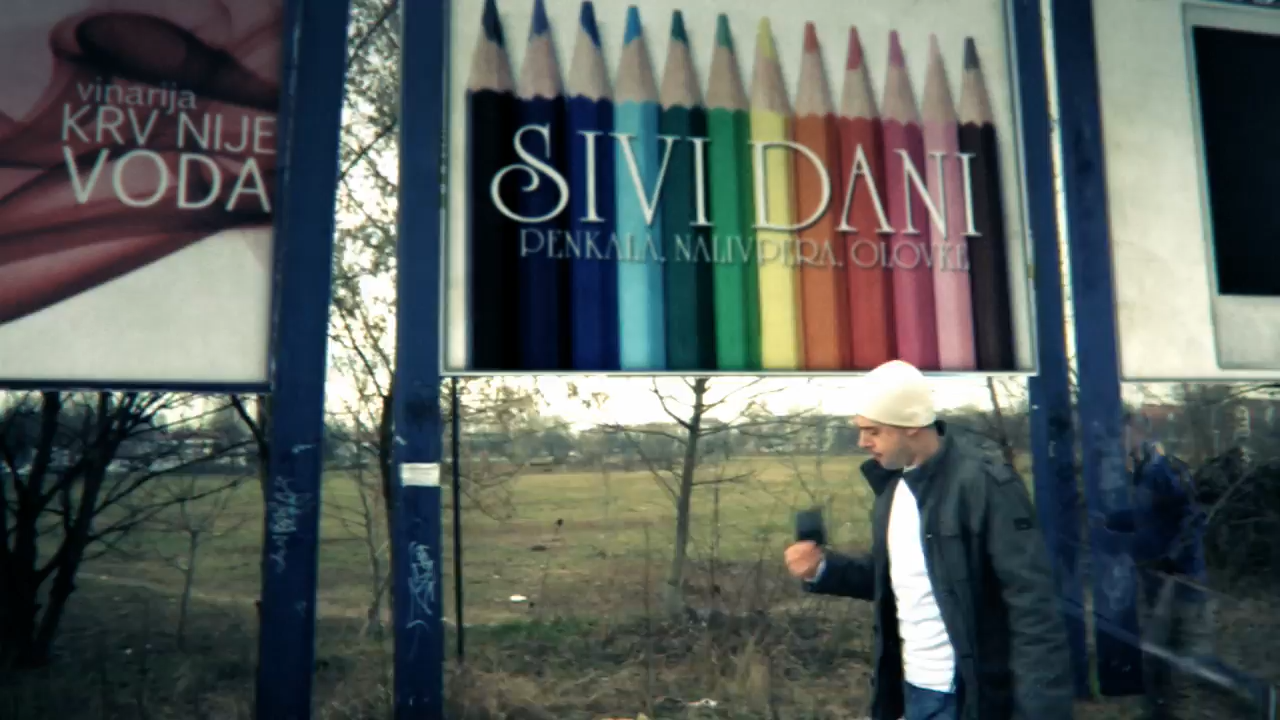 vinarija
KRV NIJE
VODA
SIVI DANI
PENKALA, NALIVPERA, OLOVKE